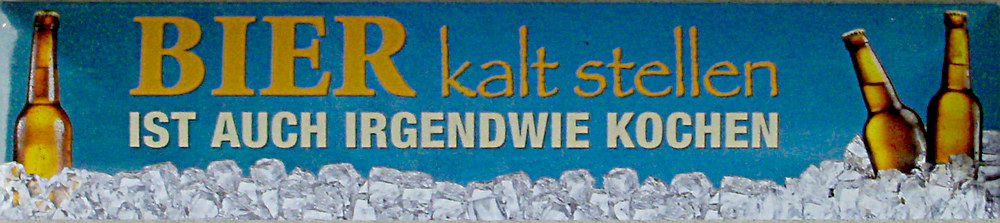 BIER kalt stellen
IST AUCH IRGENDWIE KOCHEN